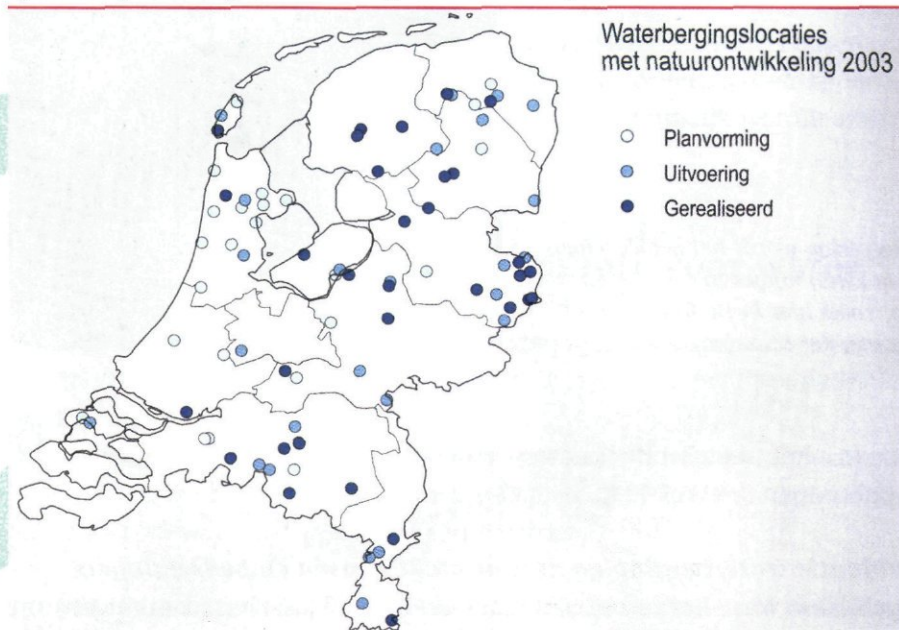 Waterbergingslocaties
met natuurontwikkeling 2003
Planvorming
Uitvoering
Gerealiseerd